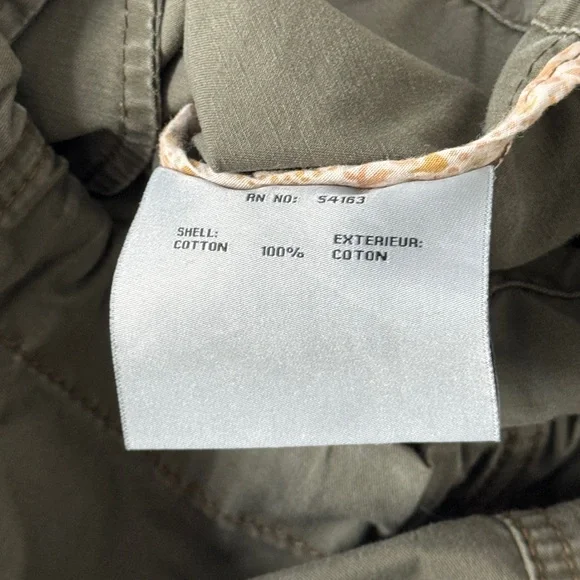 RN NO: 54163
SHELL: EXTERIEUR:
COTTON 100% COTON